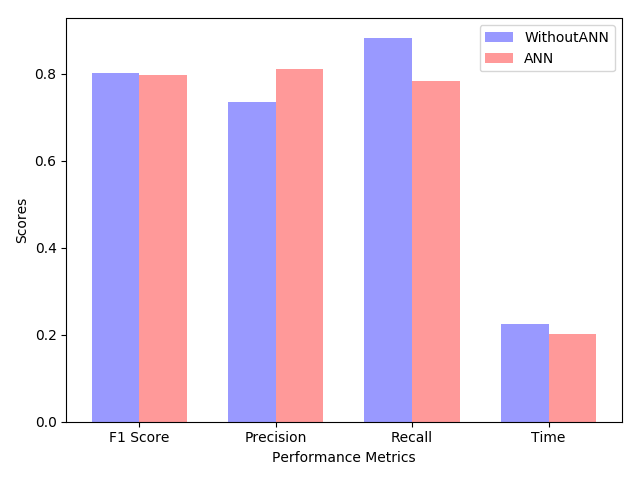 WithoutANN
ANN
Scores
0.8
0.6
0.4
0.2
0.0
F1 Score
Precision
Recall
Time
Performance Metrics